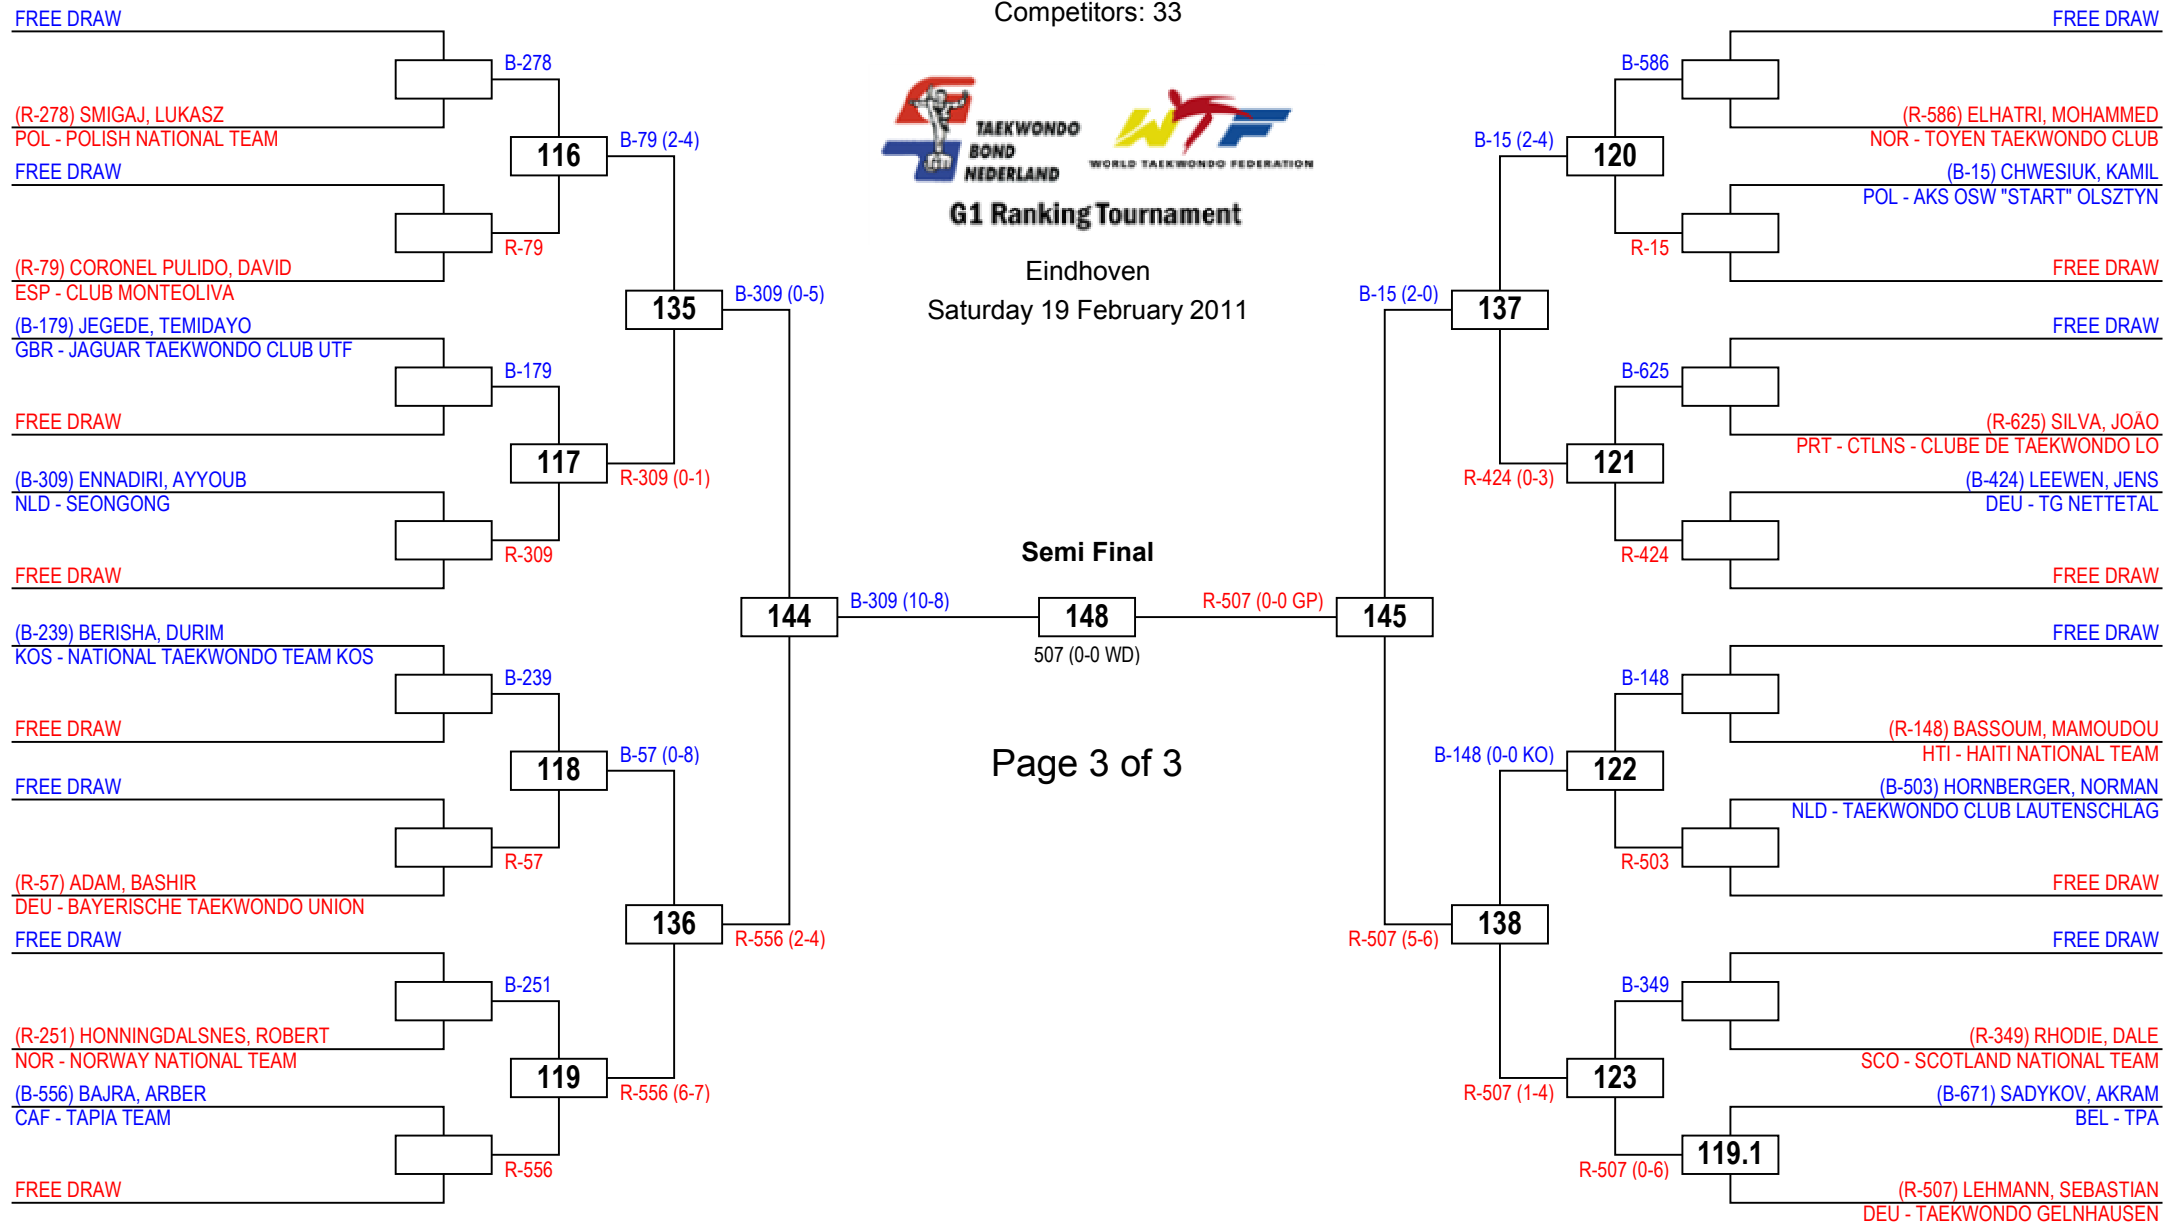 Competitors: 33
TAEKWONDO
BOND
NEDERLAND
WTF
WORLD TAEKWONDO FEDERATION
G1 Ranking Tournament
Eindhoven
Saturday 19 February 2011
FREE DRAW
B-278
(R-278) SMIGAJ, LUKASZ
POL - POLISH NATIONAL TEAM
116
B-79 (2-4)
FREE DRAW
R-79
(R-79) CORONEL PULIDO, DAVID
ESP - CLUB MONTEOLIVA
135
B-309 (0-5)
(B-179) JEGEDE, TEMIDAYO
GBR - JAGUAR TAEKWONDO CLUB UTF
B-179
FREE DRAW
117
R-309 (0-1)
(B-309) ENNADIRI, AYYOUB
NLD - SEONGONG
R-309
FREE DRAW
144
B-309 (10-8)
(B-239) BERISHA, DURIM
KOS - NATIONAL TAEKWONDO TEAM KOS
B-239
FREE DRAW
118
B-57 (0-8)
FREE DRAW
R-57
(R-57) ADAM, BASHIR
DEU - BAYERISCHE TAEKWONDO UNION
136
R-556 (2-4)
FREE DRAW
B-251
(R-251) HONNINGDALSNES, ROBERT
NOR - NORWAY NATIONAL TEAM
119
R-556 (6-7)
(B-556) BAJRA, ARBER
CAF - TAPIA TEAM
R-556
FREE DRAW
Semi Final
148
507 (0-0 WD)
Page 3 of 3
FREE DRAW
B-586
(R-586) ELHATRI, MOHAMMED
NOR - TOYEN TAEKWONDO CLUB
B-15 (2-4)
120
(B-15) CHWESIUK, KAMIL
POL - AKS OSW "START" OLSZTYN
R-15
FREE DRAW
B-15 (2-0)
137
FREE DRAW
B-625
(R-625) SILVA, JOÃO
PRT - CTLNS - CLUBE DE TAEKWONDO LO
R-424 (0-3)
121
(B-424) LEEWEN, JENS
DEU - TG NETTETAL
R-424
FREE DRAW
R-507 (0-0 GP)
145
FREE DRAW
B-148
(R-148) BASSOUM, MAMOUDOU
HTI - HAITI NATIONAL TEAM
B-148 (0-0 KO)
122
(B-503) HORNBERGER, NORMAN
NLD - TAEKWONDO CLUB LAUTENSCHLAG
R-503
FREE DRAW
R-507 (5-6)
138
FREE DRAW
B-349
(R-349) RHODIE, DALE
SCO - SCOTLAND NATIONAL TEAM
R-507 (1-4)
123
(B-671) SADYKOV, AKRAM
BEL - TPA
R-507 (0-6)
119.1
(R-507) LEHMANN, SEBASTIAN
DEU - TAEKWONDO GELNHAUSEN